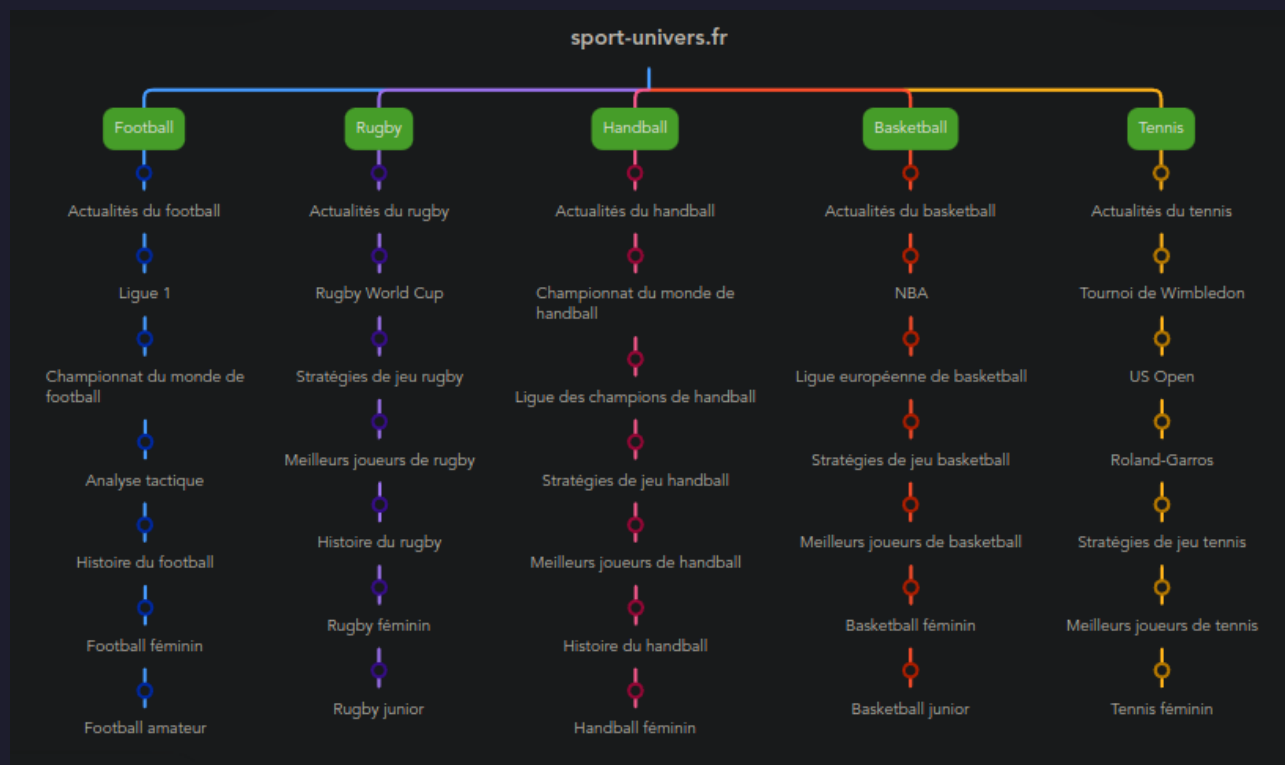 sport-univers.fr
Football
Rugby
Handball
Basketball
Tennis
Actualités du football
Actualités du rugby
Actualités du handball
Actualités du basketball
Actualités du tennis
Ligue 1
Rugby World Cup
Championnat du monde de
handball
NBA
Tournoi de Wimbledon
Championnat du monde de
football
Stratégies de jeu rugby
Ligue des champions de handball
Ligue européenne de basketball
US Open
Analyse tactique
Meilleurs joueurs de rugby
Stratégies de jeu handball
Stratégies de jeu basketball
Roland-Garros
Histoire du football
Histoire du rugby
Meilleurs joueurs de handball
Meilleurs joueurs de basketball
Stratégies de jeu tennis
Football féminin
Rugby féminin
Histoire du handball
Basketball féminin
Meilleurs joueurs de tennis
Football amateur
Rugby junior
Handball féminin
Basketball junior
Tennis féminin